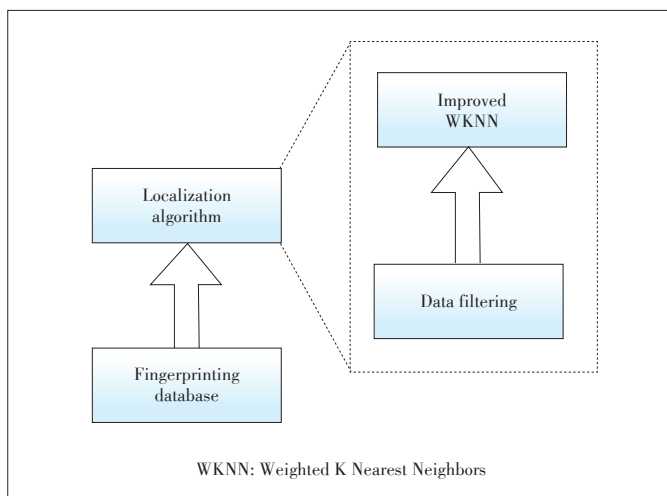 Improved
WKNN
Localization
algorithm
Data filtering
Fingerprinting
database
WKNN: Weighted K Nearest Neighbors